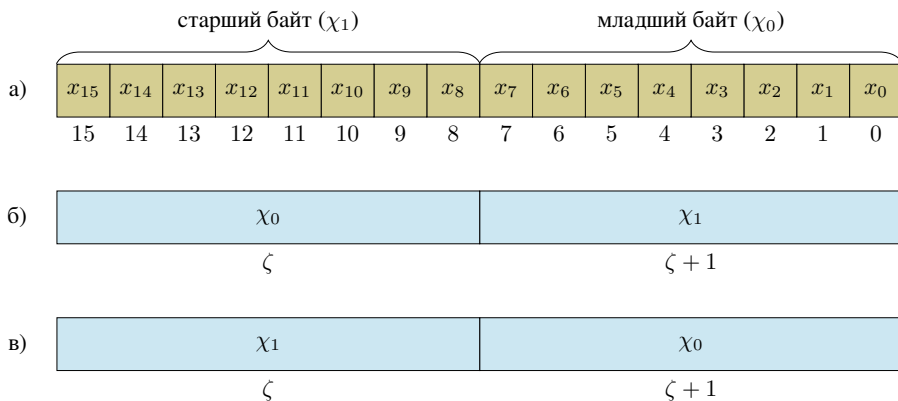 старший байт (χ₁) младший байт (χ₀)
а) x₁₅ x₁₄ x₁₃ x₁₂ x₁₁ x₁₀ x₉ x₈ x₇ x₆ x₅ x₄ x₃ x₂ x₁ x₀
15 14 13 12 11 10 9 8 7 6 5 4 3 2 1 0
б) χ₀ χ₁
ζ ζ + 1
в) χ₁ χ₀
ζ ζ + 1